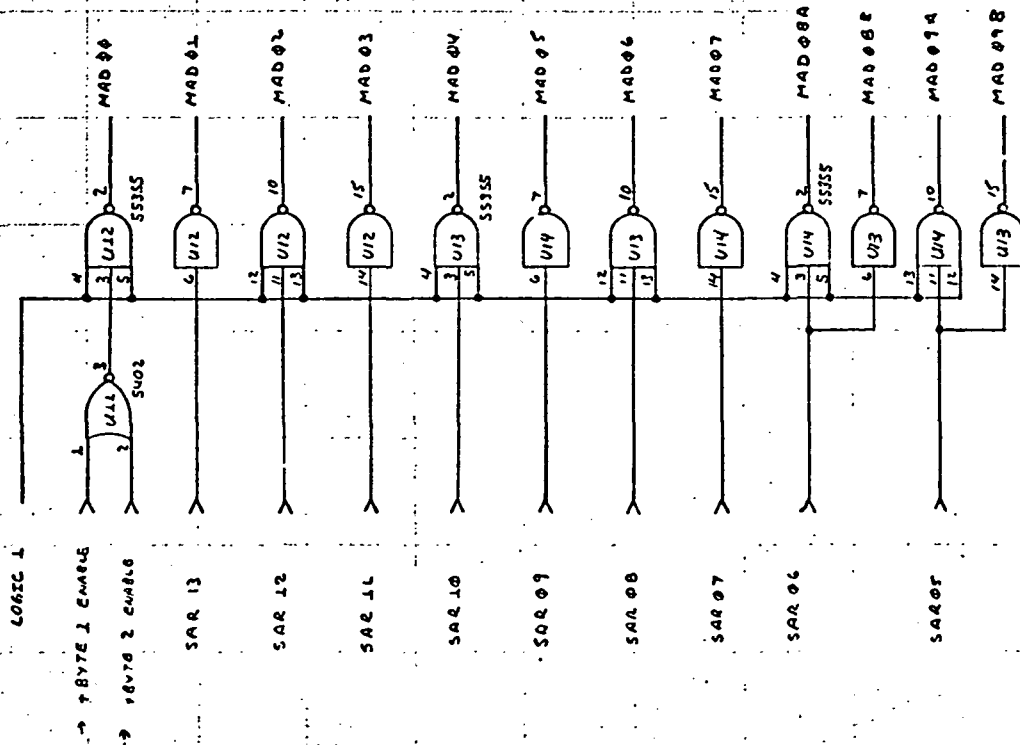 MAD 00
MAD 01
MAD 02
MAD 03
MAD 04
MAD 05
MAD 06
MAD 07
MAD 08A
MAD 08B
MAD 09A
MAD 09B
2
7
10
15
2
7
10
15
2
7
10
15
55355
55355
55355
U12
U12
U12
U12
U13
U14
U13
U14
U14
U13
U14
U13
4
3
5
6
12
11
13
14
4
3
5
6
12
11
13
14
4
3
5
6
13
11
12
14
3
5402
U11
1
2
LOGIC 1
→ +BYTE 1 ENABLE
→ +BYTE 2 ENABLE
SAR 13
SAR 12
SAR 11
SAR 10
SAR 09
SAR 08
SAR 07
SAR 06
SAR 05